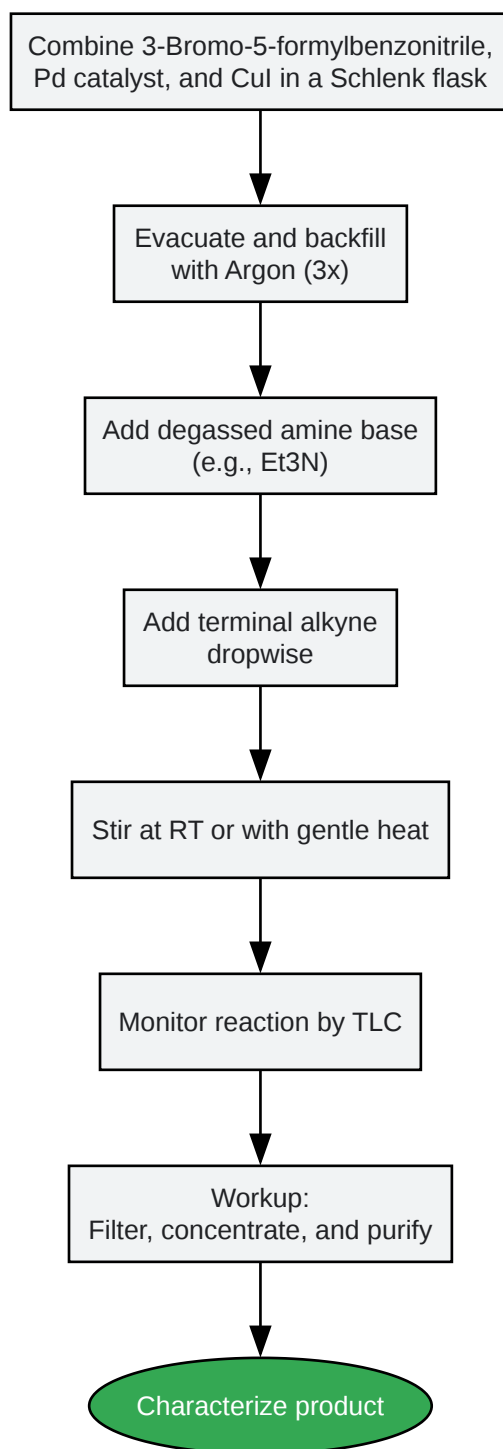 Combine 3-Bromo-5-formylbenzonitrile,
Pd catalyst, and CuI in a Schlenk flask
Evacuate and backfill
with Argon (3x)
Add degassed amine base
(e.g., Et3N)
Add terminal alkyne
dropwise
Stir at RT or with gentle heat
Monitor reaction by TLC
Workup:
Filter, concentrate, and purify
Characterize product